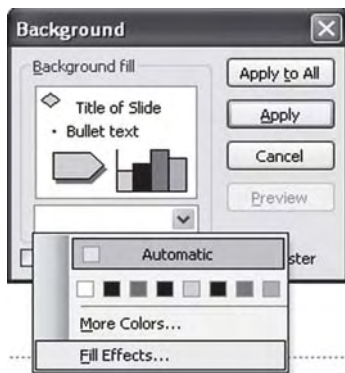 Background
Background fill
Title of Slide
• Bullet text
Apply to All
Apply
Cancel
Preview
Automatic
ster
More Colors...
Fill Effects...